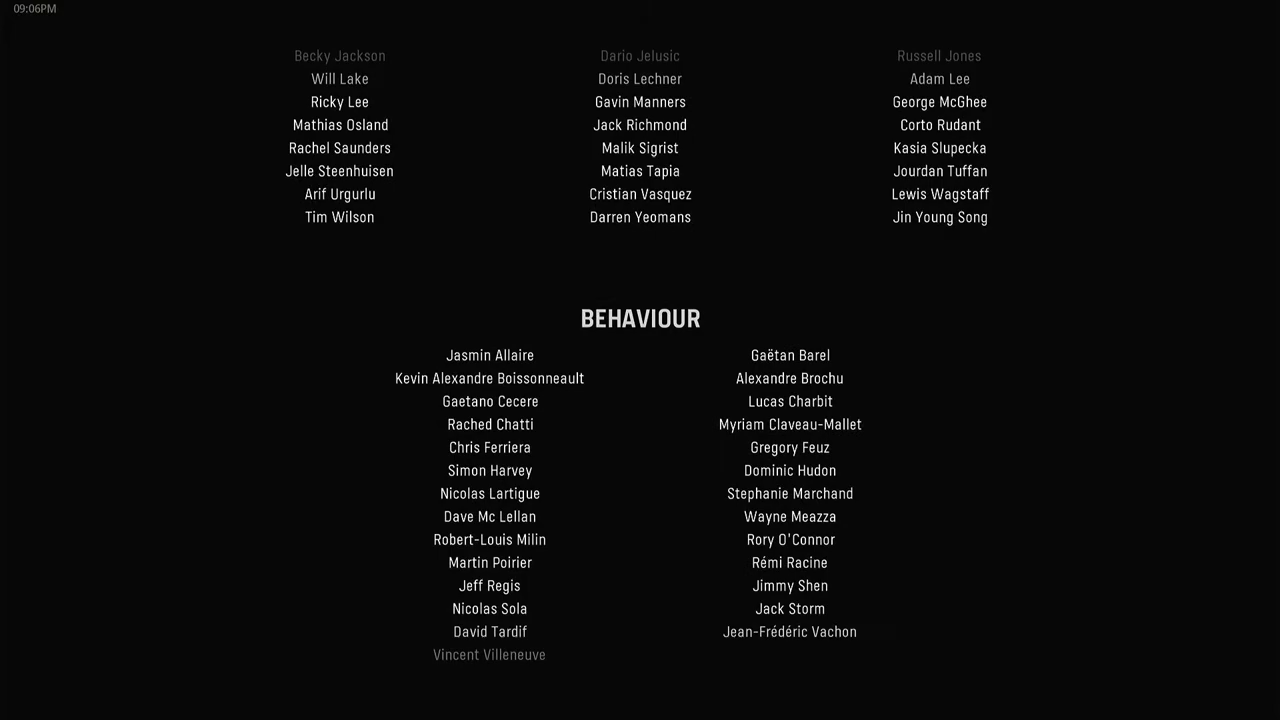 09:06PM
Becky Jackson Dario Jelusic Russell Jones
Will Lake Doris Lechner Adam Lee
Ricky Lee Gavin Manners George McGhee
Mathias Osland Jack Richmond Corto Rudant
Rachel Saunders Malik Sigrist Kasia Slupecka
Jelle Steenhuisen Matias Tapia Jourdan Tuffan
Arif Urgurlu Cristian Vasquez Lewis Wagstaff
Tim Wilson Darren Yeomans Jin Young Song
BEHAVIOUR
Jasmin Allaire Gaëtan Barel
Kevin Alexandre Boissonneault Alexandre Brochu
Gaetano Cecere Lucas Charbit
Rached Chatti Myriam Claveau-Mallet
Chris Ferriera Gregory Feuz
Simon Harvey Dominic Hudon
Nicolas Lartigue Stephanie Marchand
Dave Mc Lellan Wayne Meazza
Robert-Louis Milin Rory O'Connor
Martin Poirier Rémi Racine
Jeff Regis Jimmy Shen
Nicolas Sola Jack Storm
David Tardif Jean-Frédéric Vachon
Vincent Villeneuve